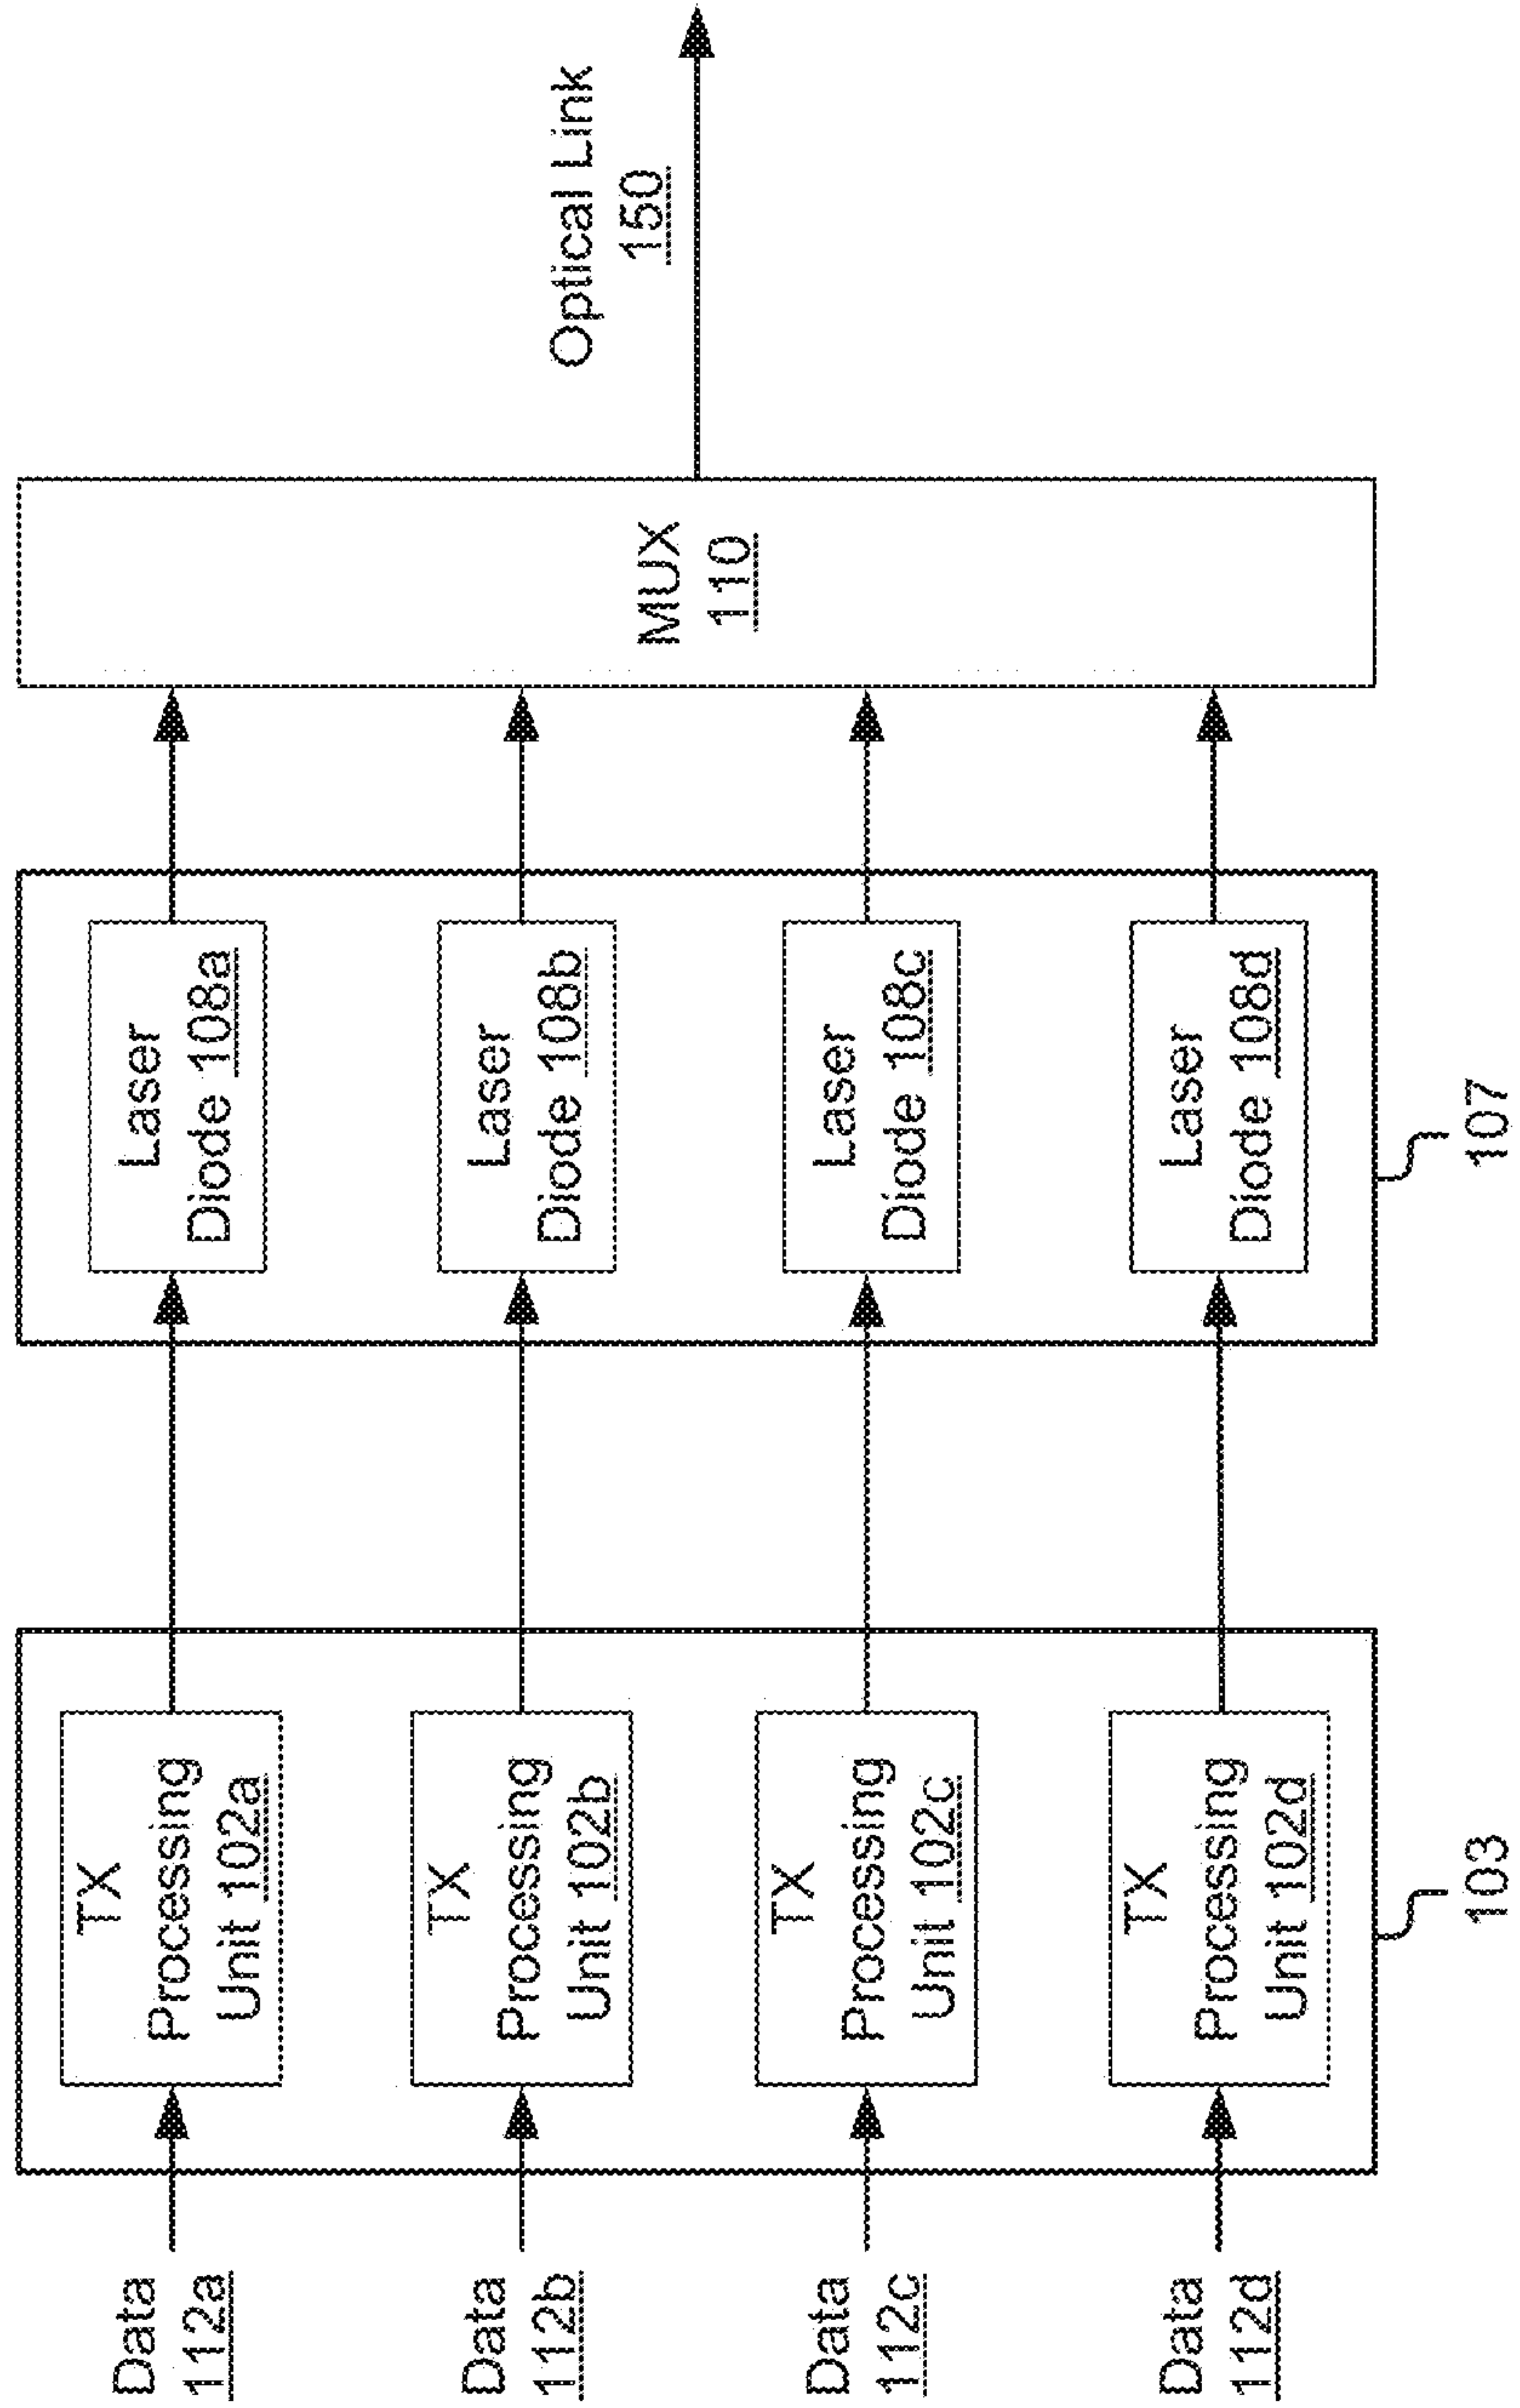 Data
112a
Data
112b
Data
112c
Data
112d
TX
Processing
Unit 102a
TX
Processing
Unit 102b
TX
Processing
Unit 102c
TX
Processing
Unit 102d
103
Laser
Diode 108a
Laser
Diode 108b
Laser
Diode 108c
Laser
Diode 108d
107
MUX
110
Optical Link
150